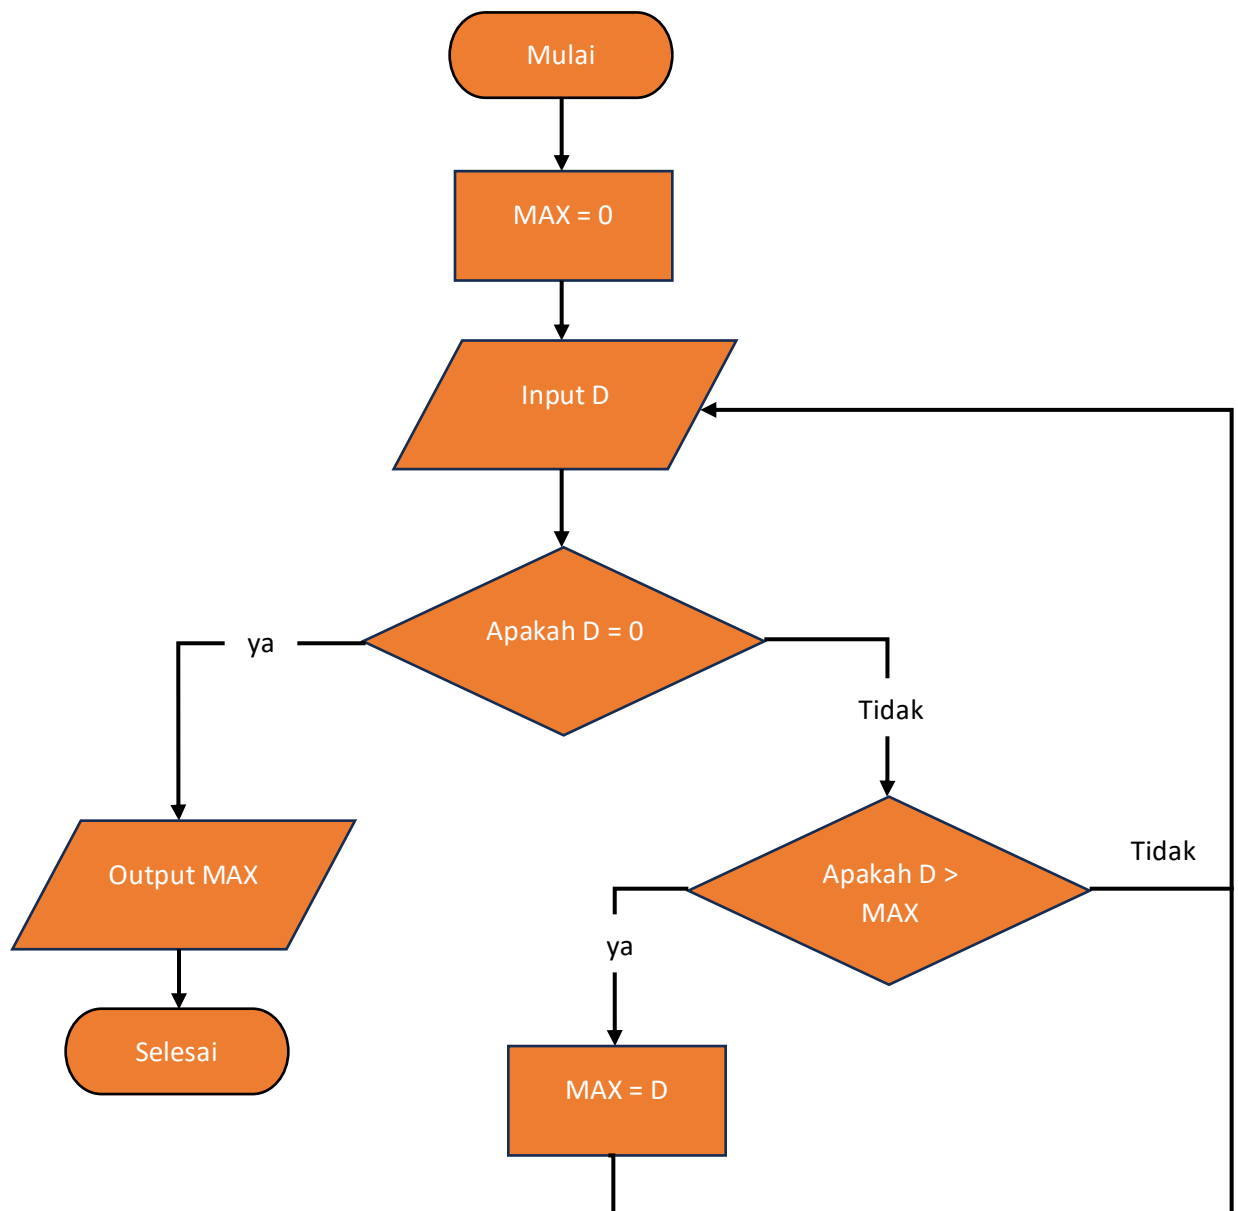 Mulai
MAX = 0
Input D
Apakah D = 0
ya
Tidak
Output MAX
Apakah D >
MAX
Tidak
ya
Selesai
MAX = D